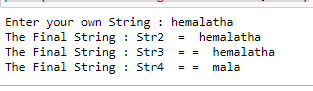 Enter your own String : hemalatha
The Final String : Str2  =  hemalatha
The Final String : Str3  = =  hemalatha
The Final String : Str4  = =  mala